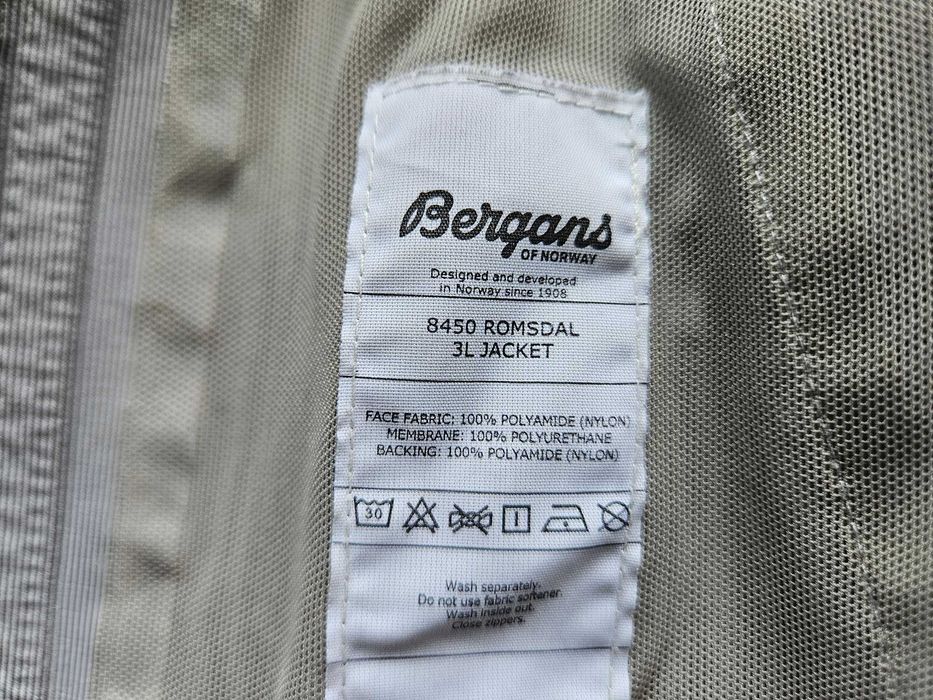 Bergans
OF NORWAY
Designed and developed
in Norway since 1908
8450 ROMSDAL
3L JACKET
FACE FABRIC: 100% POLYAMIDE (NYLON)
MEMBRANE: 100% POLYURETHANE
BACKING: 100% POLYAMIDE (NYLON)
30
Wash separately.
Do not use fabric softener.
Wash inside out.
Close zippers.